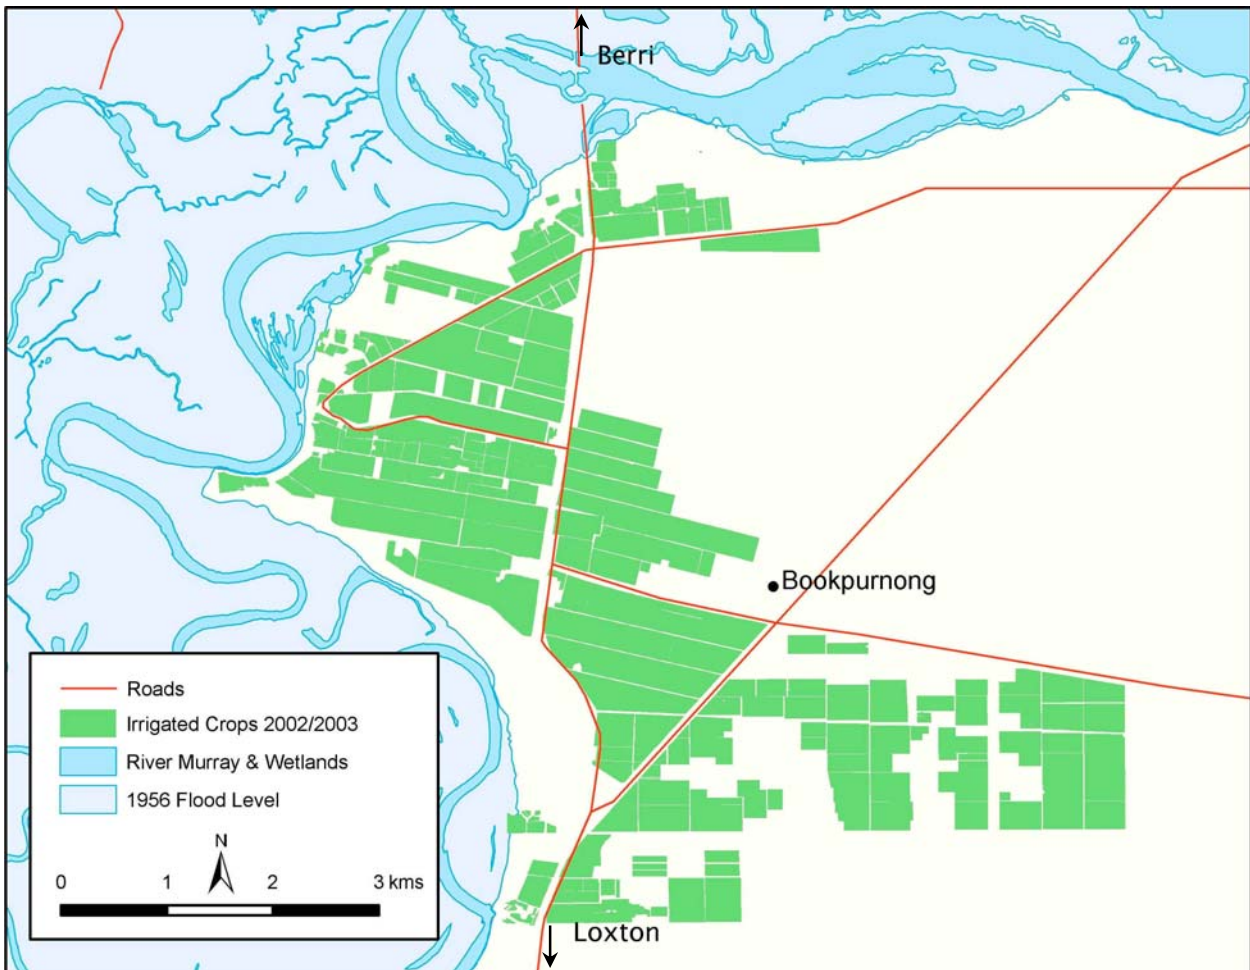 Berri
Bookpurnong
Roads
Irrigated Crops 2002/2003
River Murray & Wetlands
1956 Flood Level
N
0 1 2 3 kms
Loxton